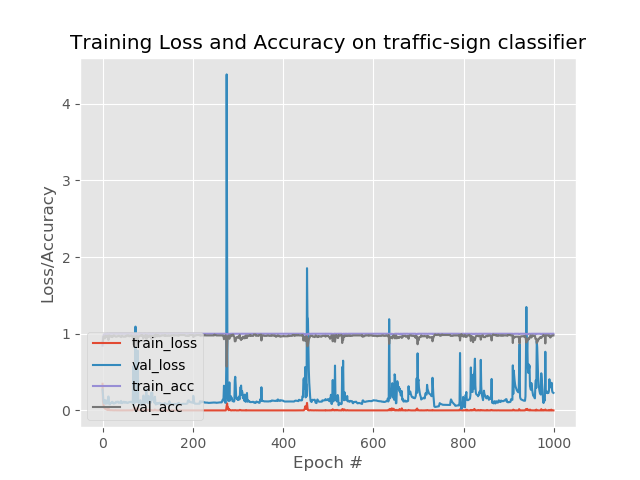 Training Loss and Accuracy on traffic-sign classifier
Loss/Accuracy
4
3
2
1
0
train_loss
val_loss
train_acc
val_acc
0 200 400 600 800 1000
Epoch #